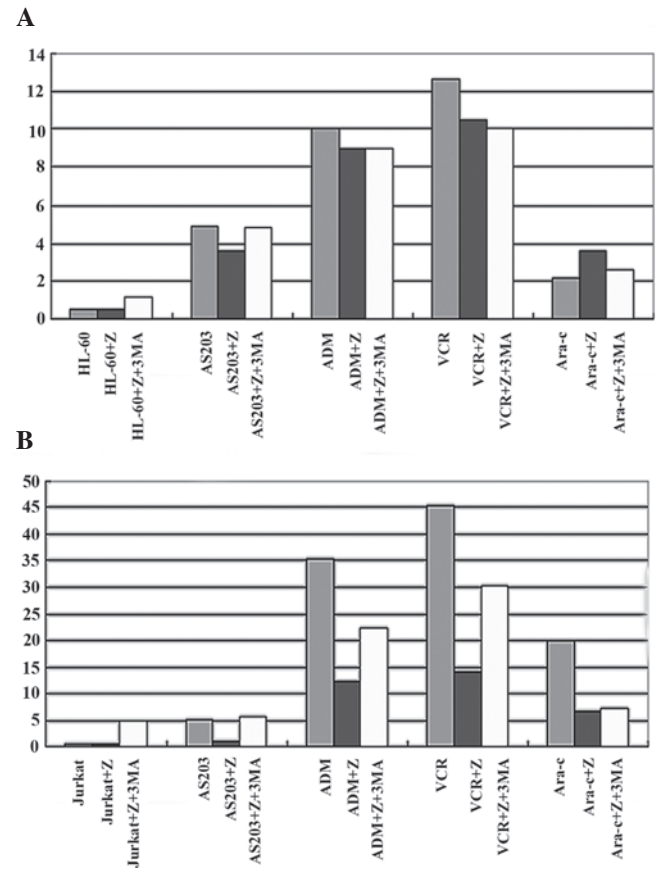 A
14
12
10
8
6
4
2
0
HL-60
HL-60+Z
HL-60+Z+3MA
AS203
AS203+Z
AS203+Z+3MA
ADM
ADM+Z
ADM+Z+3MA
VCR
VCR+Z
VCR+Z+3MA
Ara-c
Ara-c+Z
Ara-c+Z+3MA
B
50
45
40
35
30
25
20
15
10
5
0
Jurkat
Jurkat+Z
Jurkat+Z+3MA
AS203
AS203+Z
AS203+Z+3MA
ADM
ADM+Z
ADM+Z+3MA
VCR
VCR+Z
VCR+Z+3MA
Ara-c
Ara-c+Z
Ara-c+Z+3MA